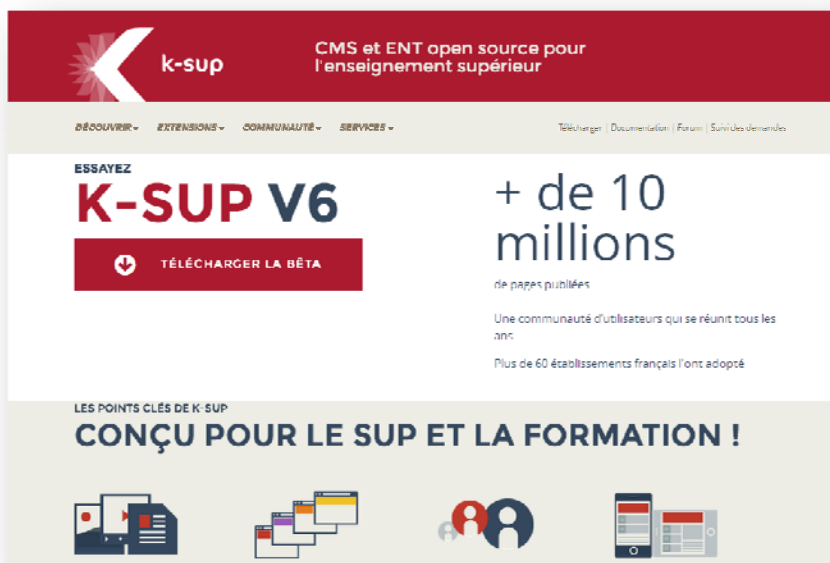 k-sup
CMS et ENT open source pour
l'enseignement supérieur
DÉCOUVRIR EXTENSIONS COMMUNAUTÉ SERVICES
Télécharger | Documentation | Forum | Suivi des demandes
ESSAYEZ
K-SUP V6
TÉLÉCHARGER LA BÊTA
+ de 10
millions
de pages publiées
Une communauté d'utilisateurs qui se réunit tous les
ans
Plus de 60 établissements français l'ont adopté
LES POINTS CLÉS DE K-SUP
CONÇU POUR LE SUP ET LA FORMATION !